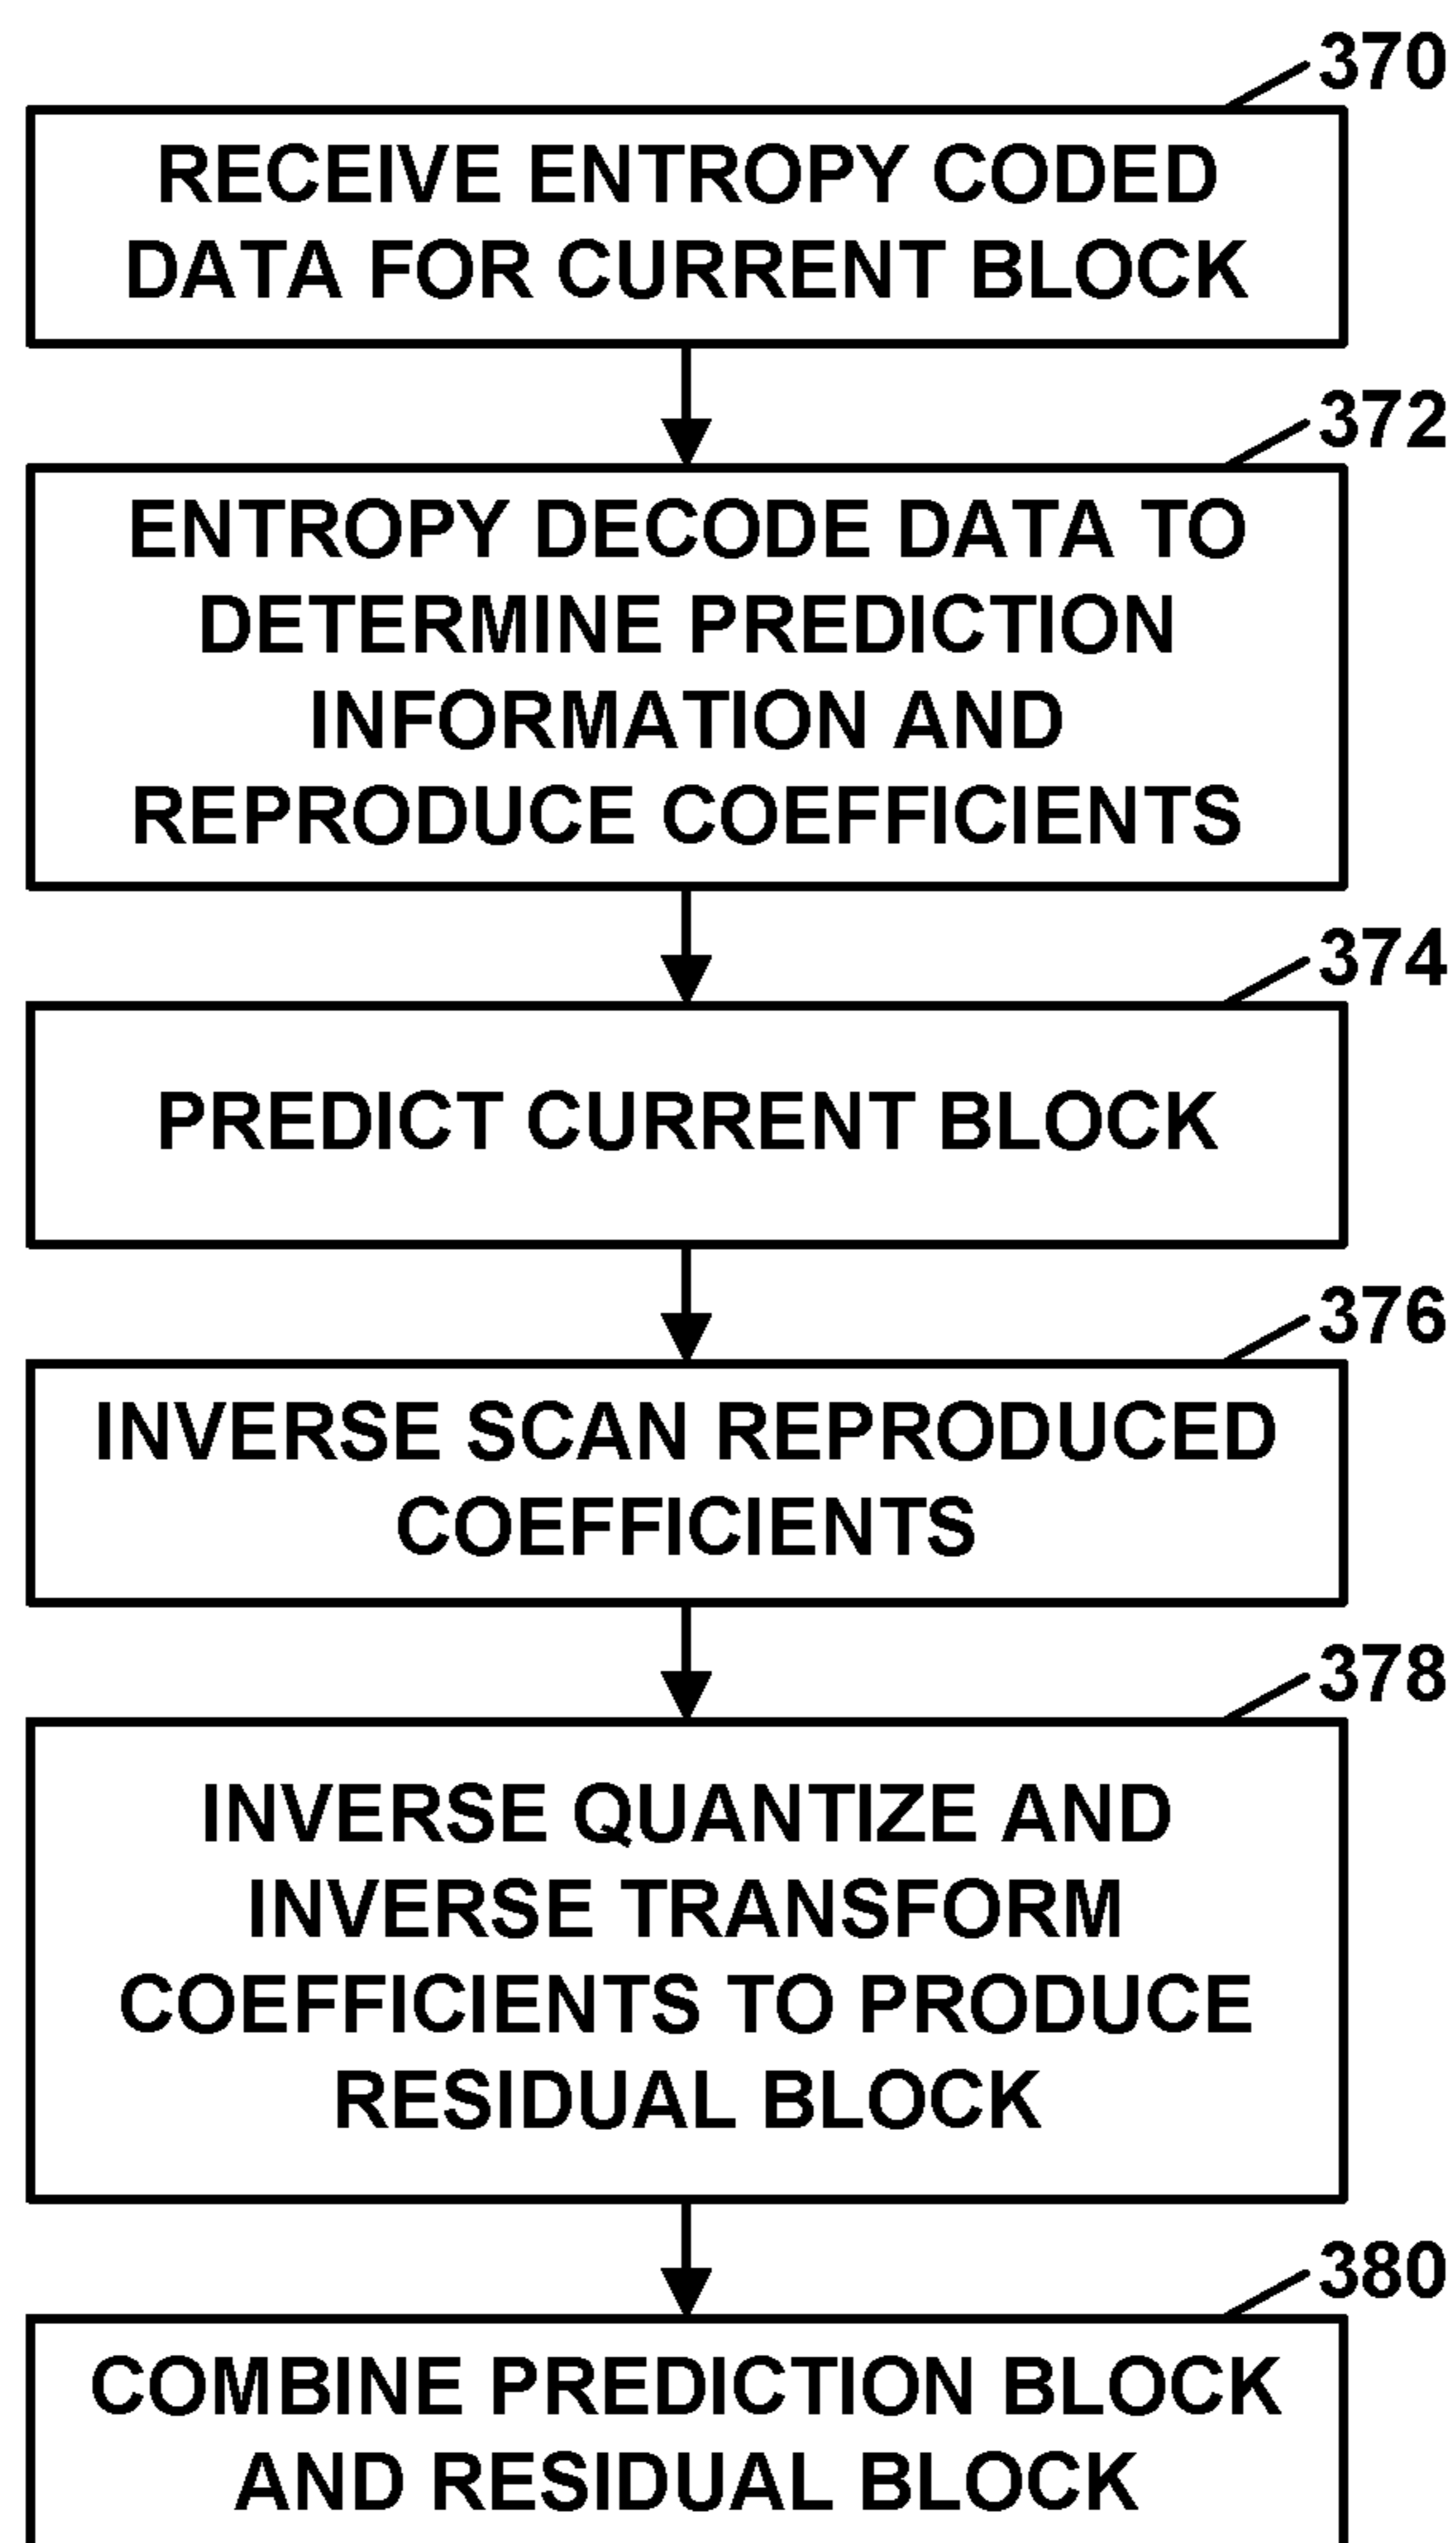 370
RECEIVE ENTROPY CODED
DATA FOR CURRENT BLOCK
372
ENTROPY DECODE DATA TO
DETERMINE PREDICTION
INFORMATION AND
REPRODUCE COEFFICIENTS
374
PREDICT CURRENT BLOCK
376
INVERSE SCAN REPRODUCED
COEFFICIENTS
378
INVERSE QUANTIZE AND
INVERSE TRANSFORM
COEFFICIENTS TO PRODUCE
RESIDUAL BLOCK
380
COMBINE PREDICTION BLOCK
AND RESIDUAL BLOCK